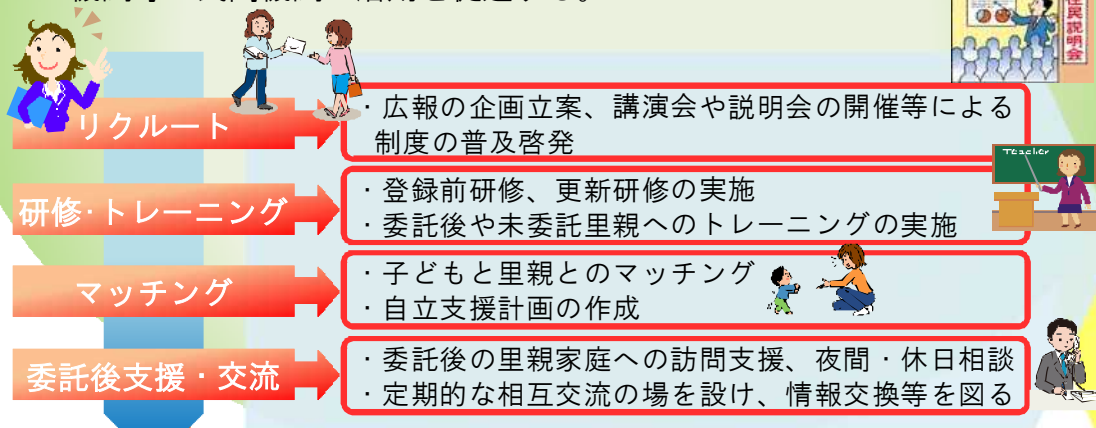 住民説明会
リクルート
・広報の企画立案、講演会や説明会の開催等による
制度の普及啓発
Teacher
研修・トレーニング
・登録前研修、更新研修の実施
・委託後や未委託里親へのトレーニングの実施
マッチング
・子どもと里親とのマッチング
・自立支援計画の作成
委託後支援・交流
・委託後の里親家庭への訪問支援、夜間・休日相談
・定期的な相互交流の場を設け、情報交換等を図る